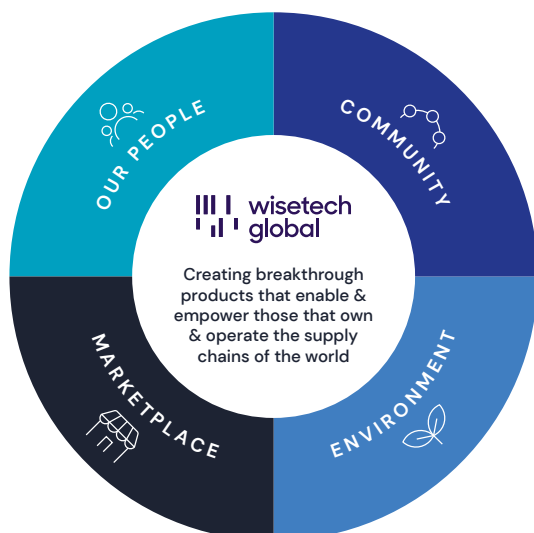 OUR PEOPLE
COMMUNITY
wisetech
global
Creating breakthrough
products that enable &
empower those that own
& operate the supply
chains of the world
MARKETPLACE
ENVIRONMENT